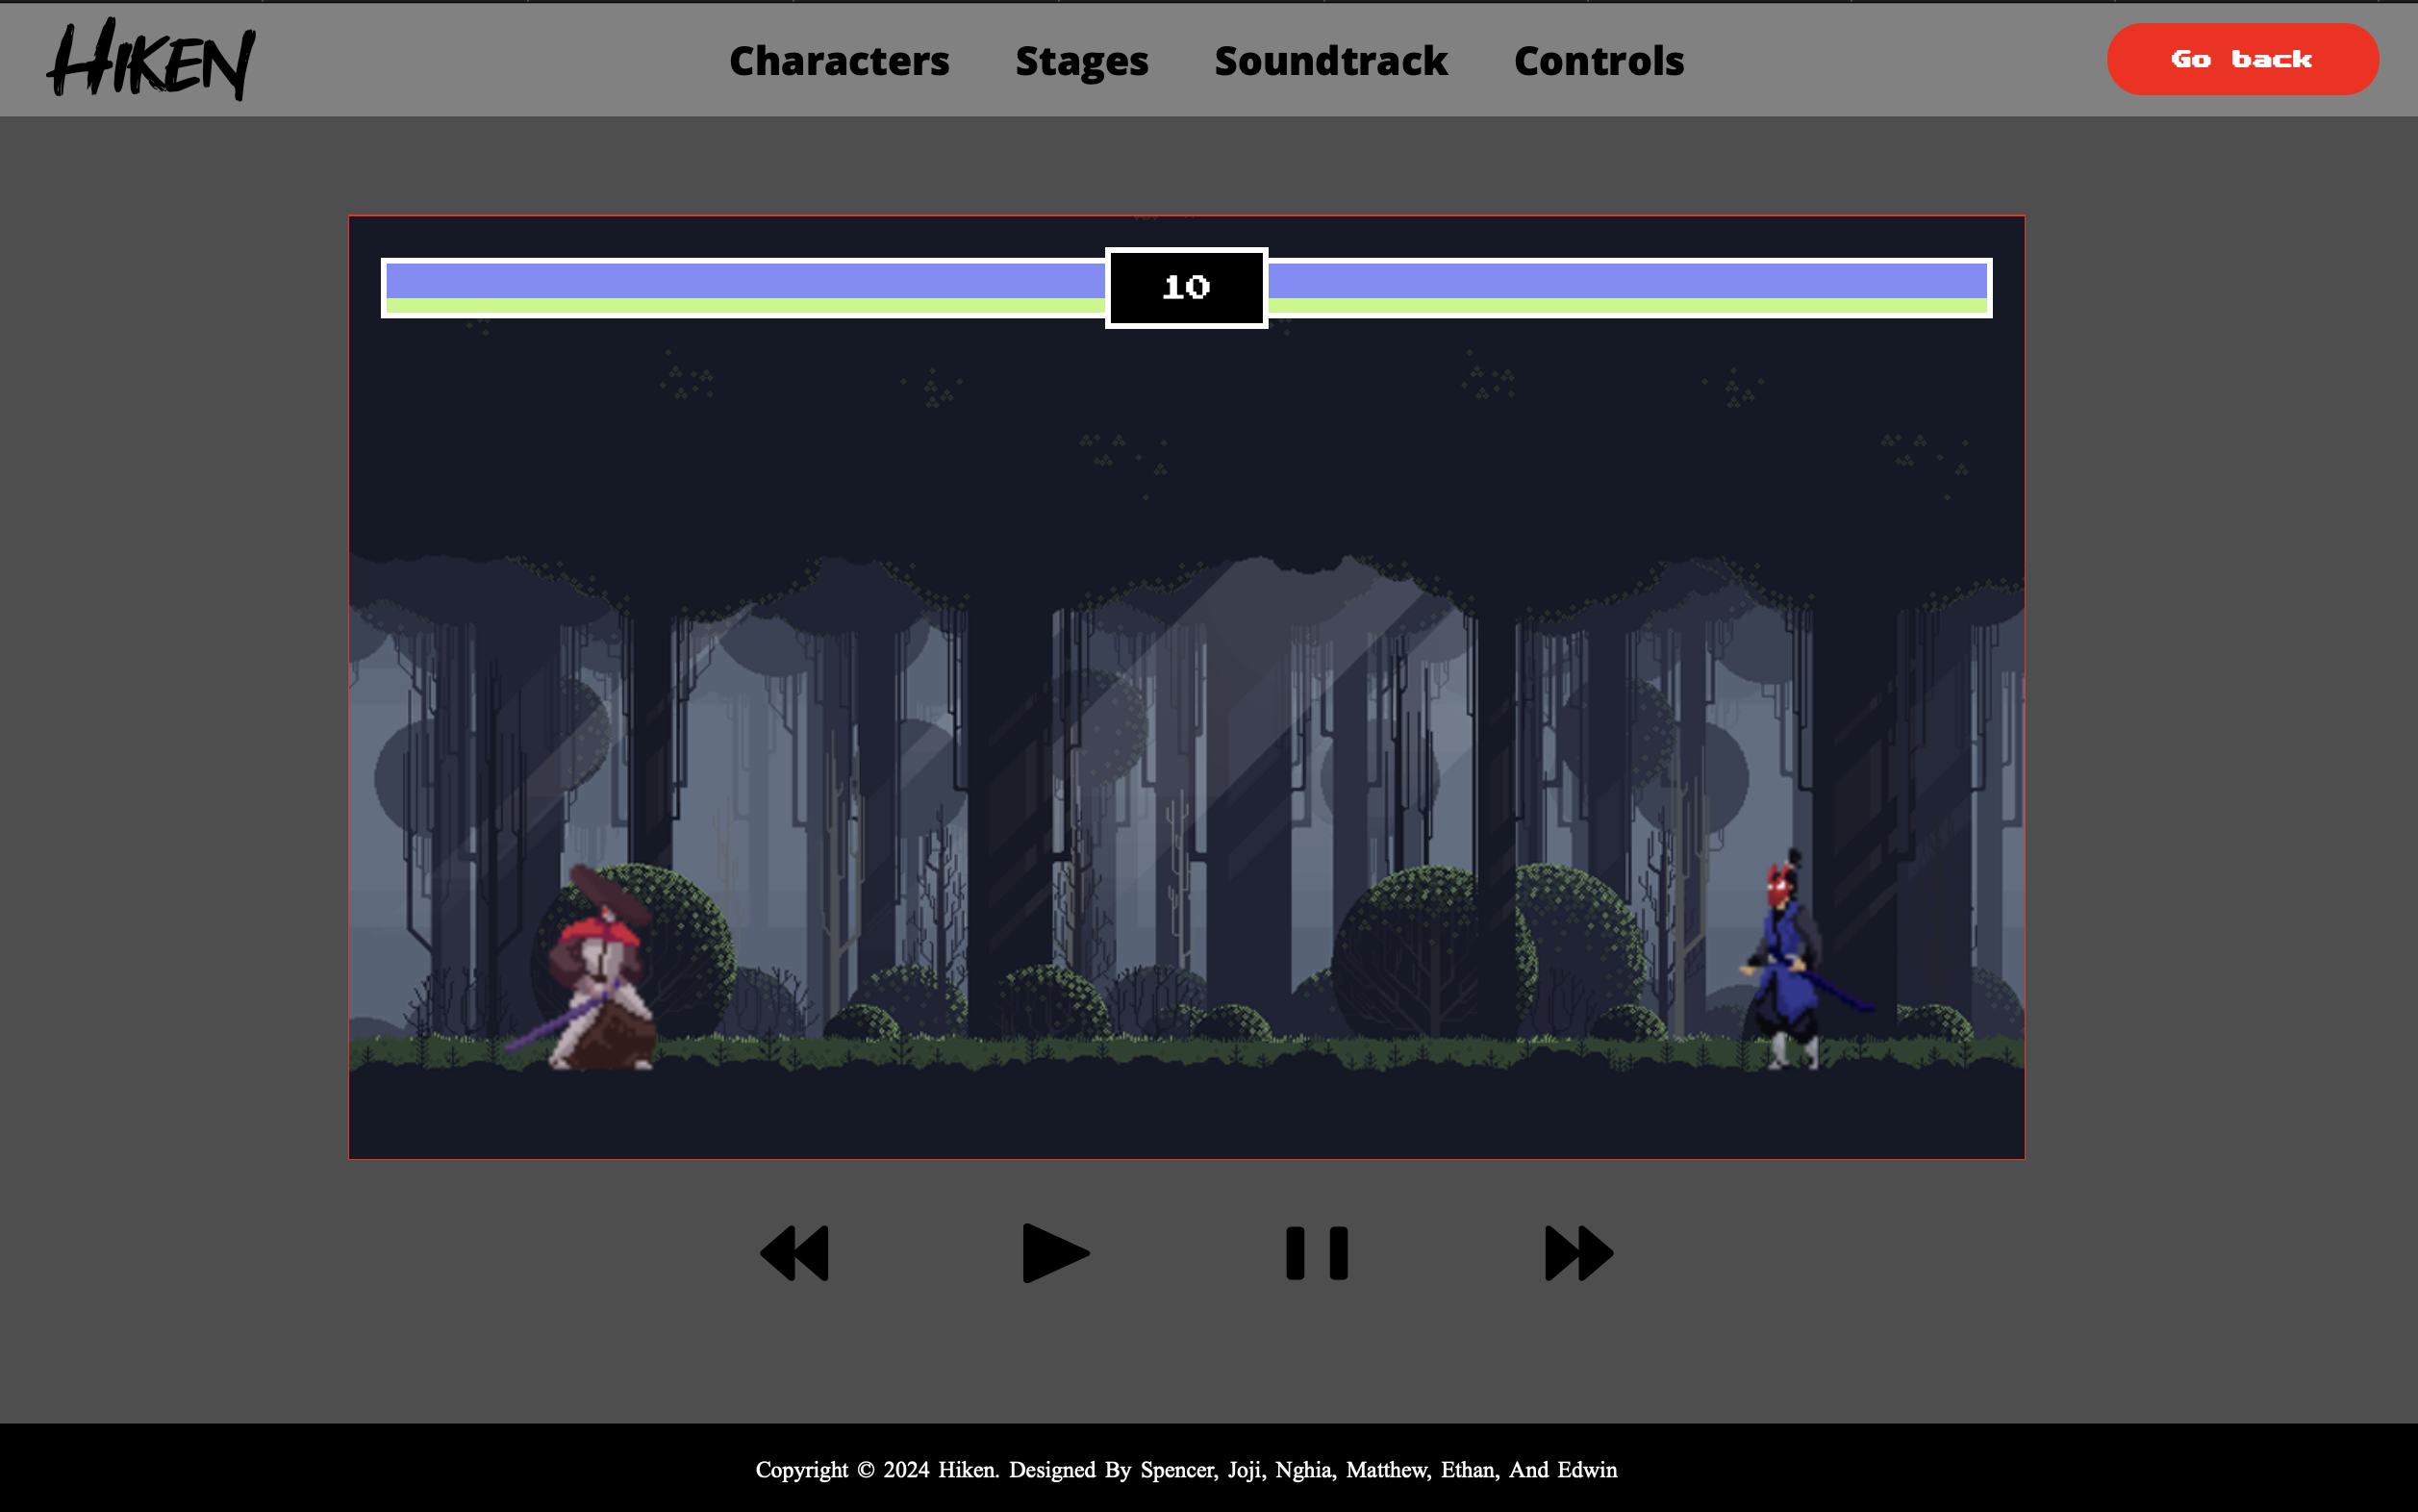 HIKEN
Characters Stages Soundtrack Controls
Go back
10
Copyright © 2024 Hiken. Designed By Spencer, Joji, Nghia, Matthew, Ethan, And Edwin